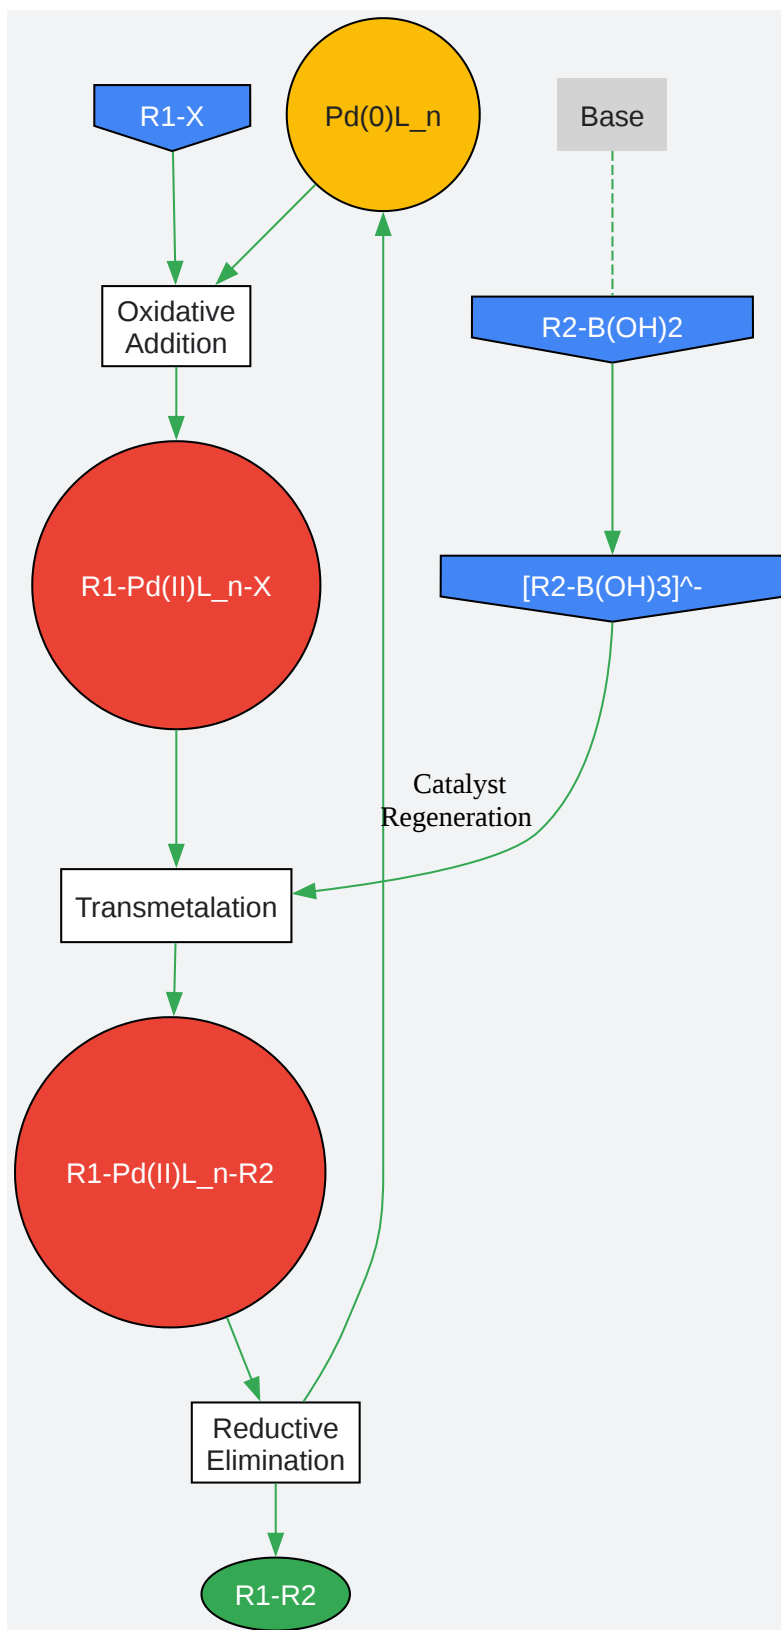 R1-X
Pd(0)L_n
Base
Oxidative
Addition
R2-B(OH)2
R1-Pd(II)L_n-X
[R2-B(OH)3]^-
Catalyst
Regeneration
Transmetalation
R1-Pd(II)L_n-R2
Reductive
Elimination
R1-R2